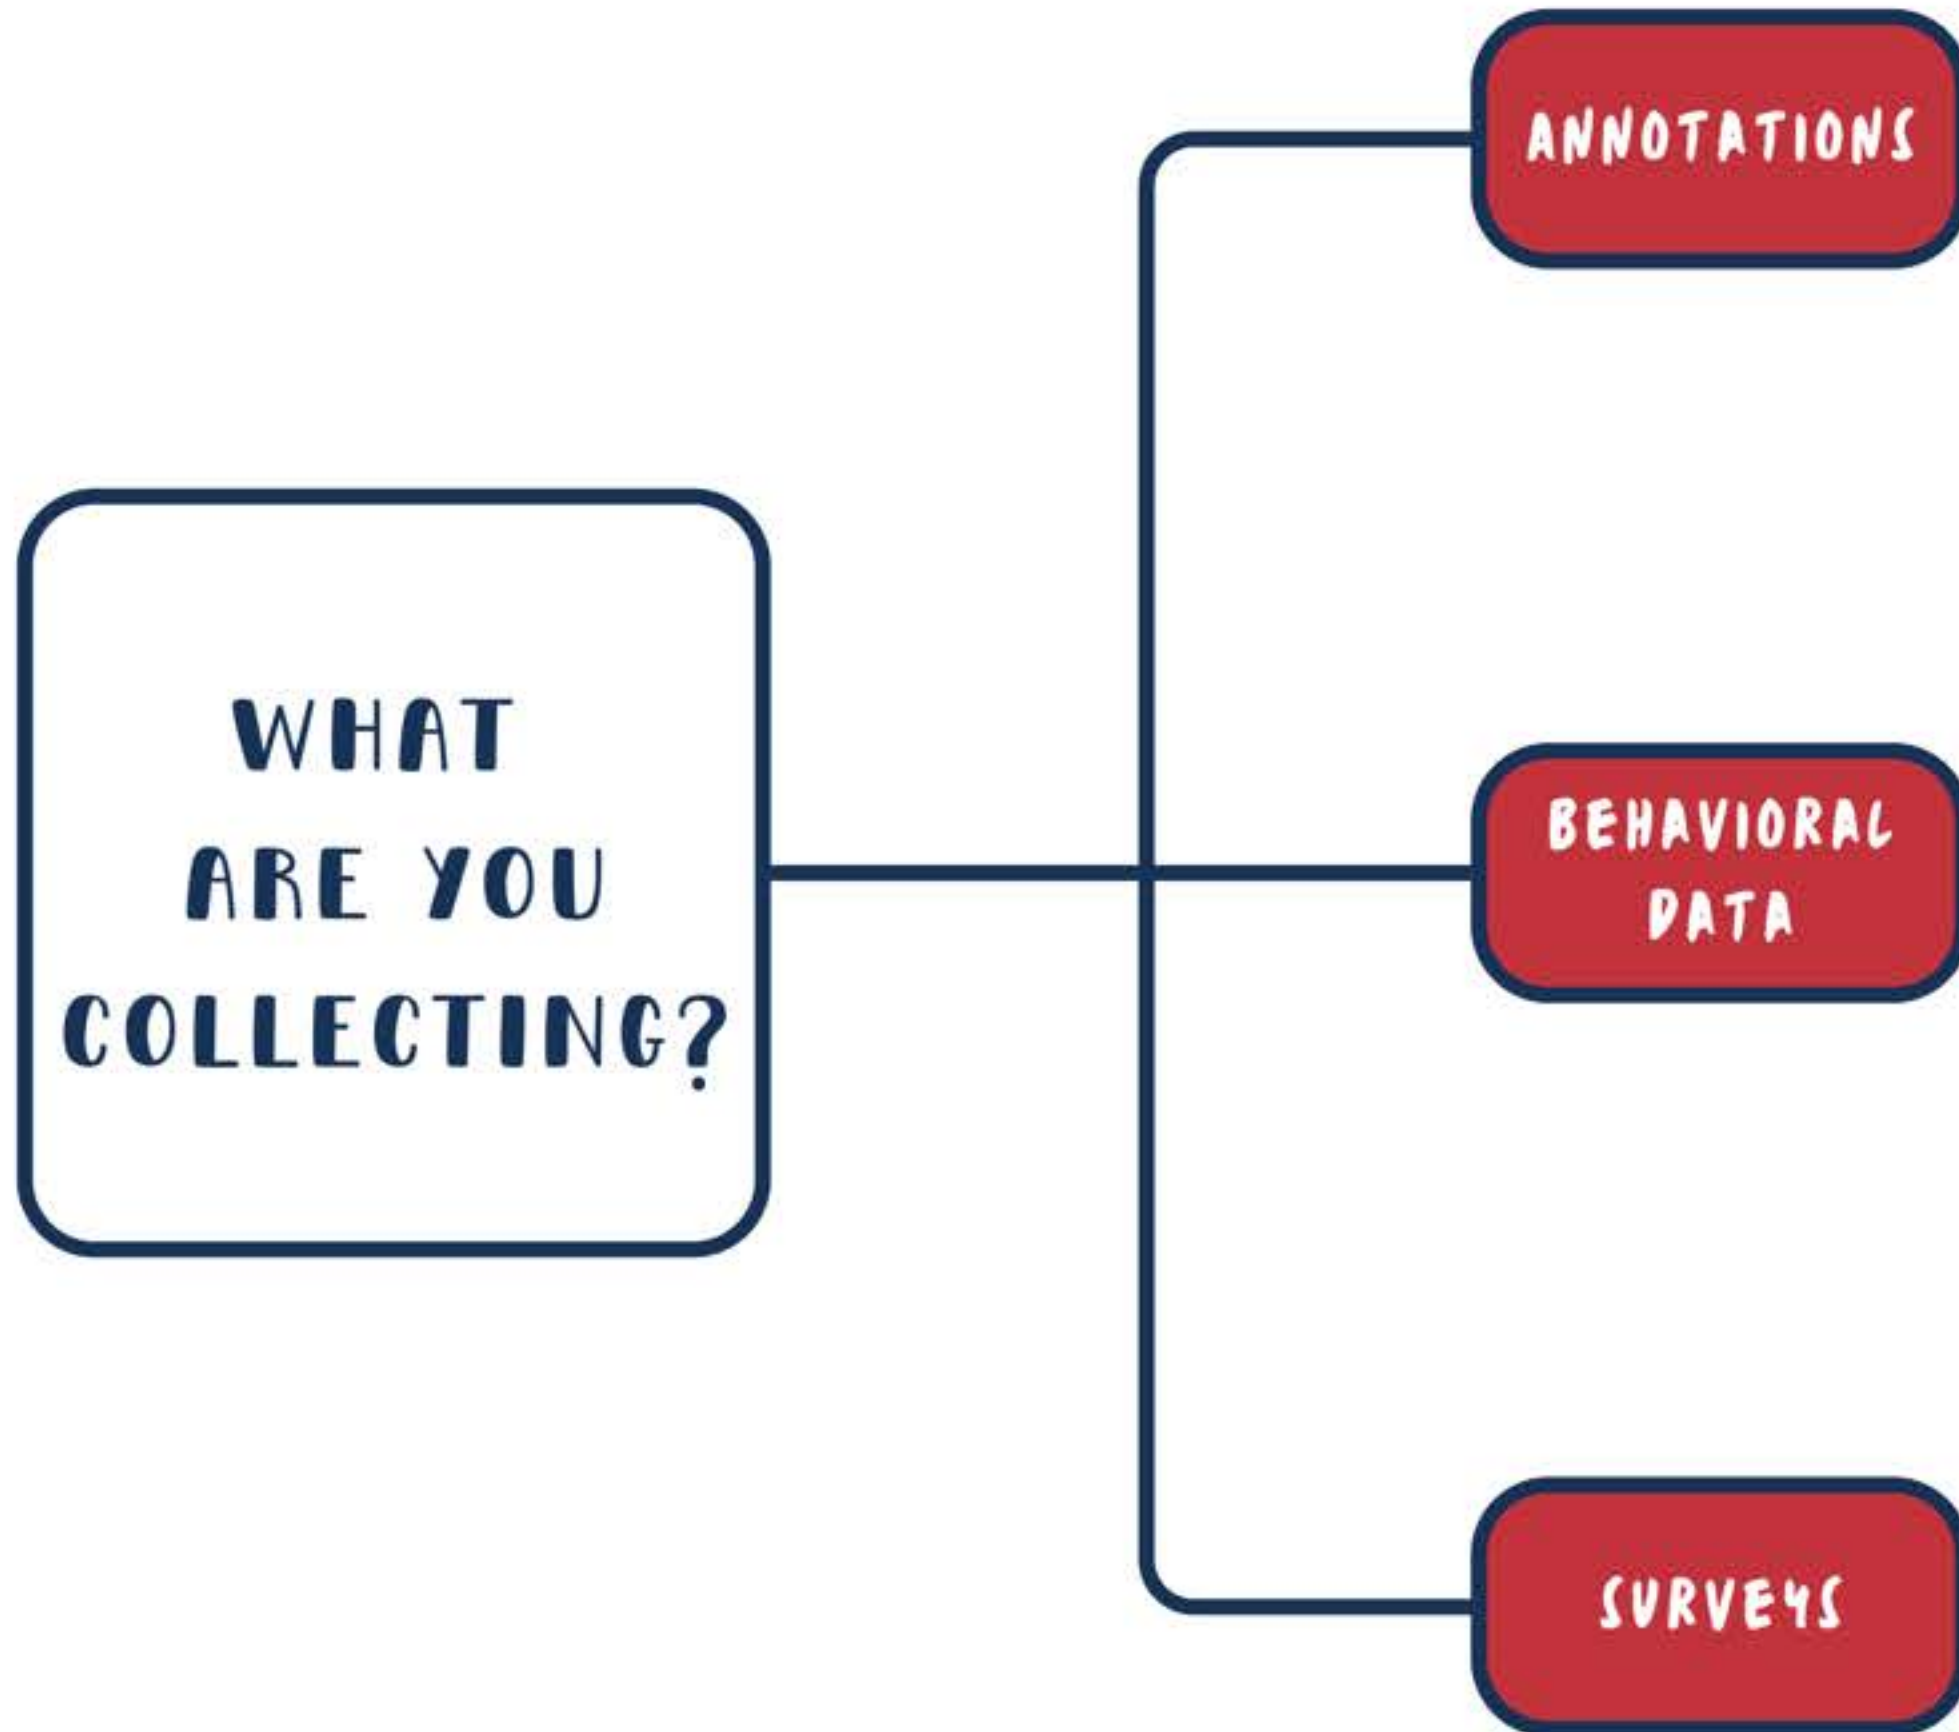 WHAT
ARE YOU
COLLECTING?
ANNOTATIONS
BEHAVIORAL
DATA
SURVEYS